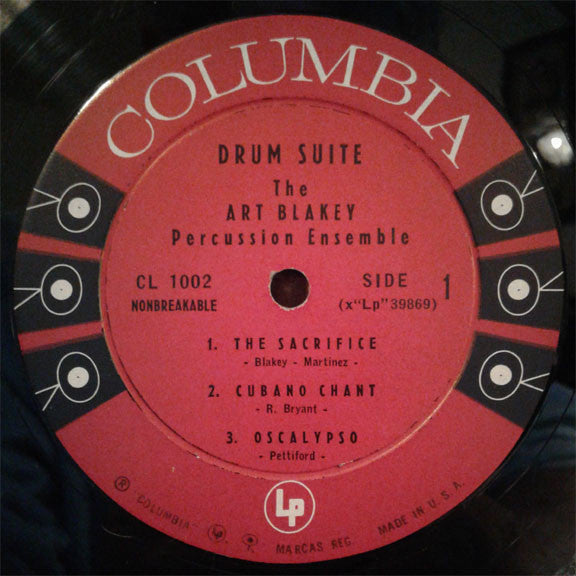 COLUMBIA
DRUM SUITE
The
ART BLAKEY
Percussion Ensemble
CL 1002
NONBREAKABLE
SIDE 1
(x"Lp"39869)
1. THE SACRIFICE
- Blakey - Martinez -
2. CUBANO CHANT
- R. Bryant -
3. OSCALYPSO
- Pettiford -
Lp
® "COLUMBIA" Lp MARCAS REG. MADE IN U.S.A.